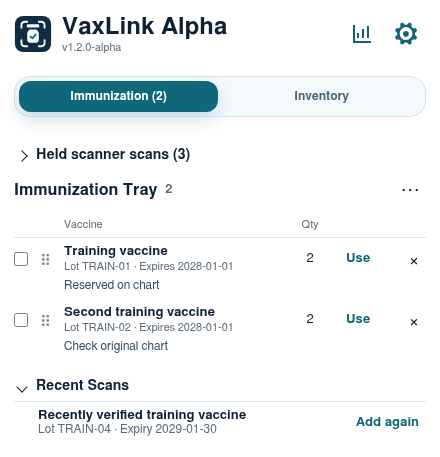 VaxLink Alpha
v1.2.0-alpha
Immunization (2) Inventory
Held scanner scans (3)
Immunization Tray 2 ···
Vaccine Qty
Training vaccine 2 Use ×
Lot TRAIN-01 · Expires 2028-01-01
Reserved on chart
Second training vaccine 2 Use ×
Lot TRAIN-02 · Expires 2028-01-01
Check original chart
Recent Scans
Recently verified training vaccine
Lot TRAIN-04 · Expiry 2029-01-30 Add again